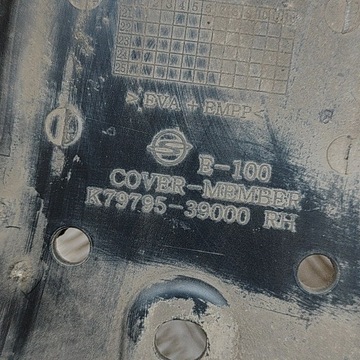 >EVA+EMPP<
E-100
COVER-MEMBER
K79795-39000 RH